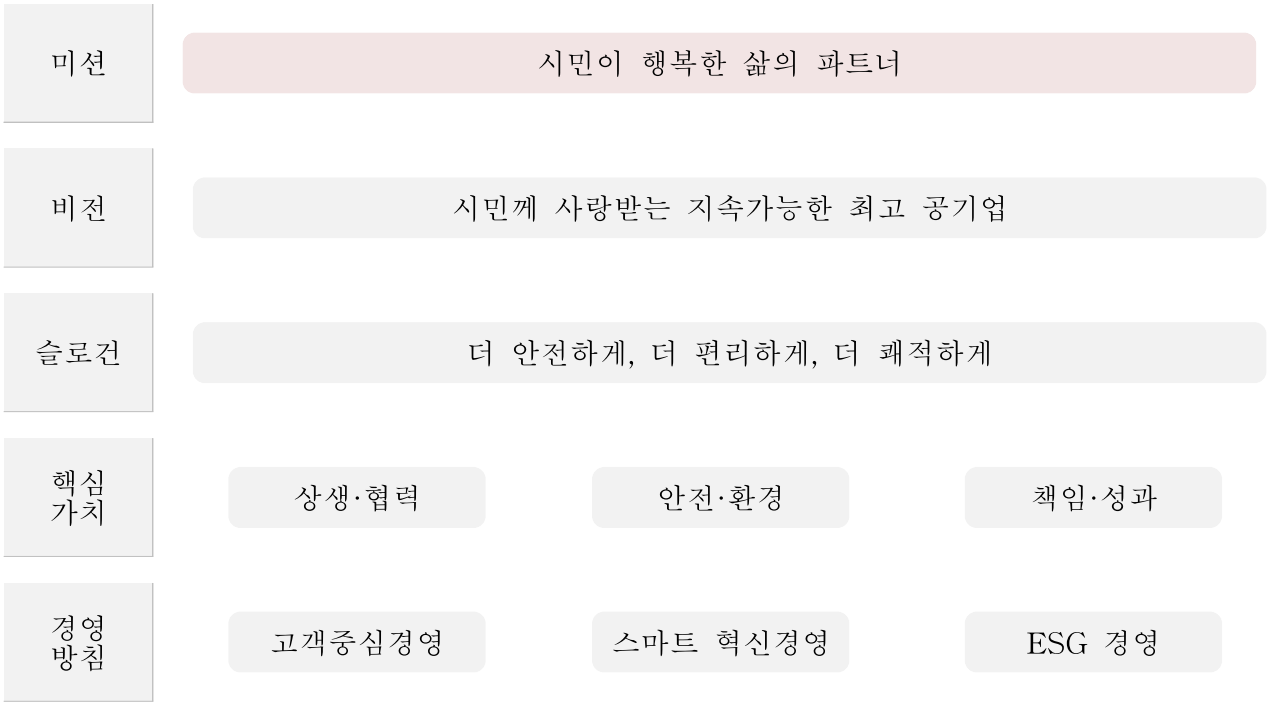 미션
시민이 행복한 삶의 파트너
비전
시민께 사랑받는 지속가능한 최고 공기업
슬로건
더 안전하게, 더 편리하게, 더 쾌적하게
핵심
가치
상생·협력
안전·환경
책임·성과
경영
방침
고객중심경영
스마트 혁신경영
ESG 경영